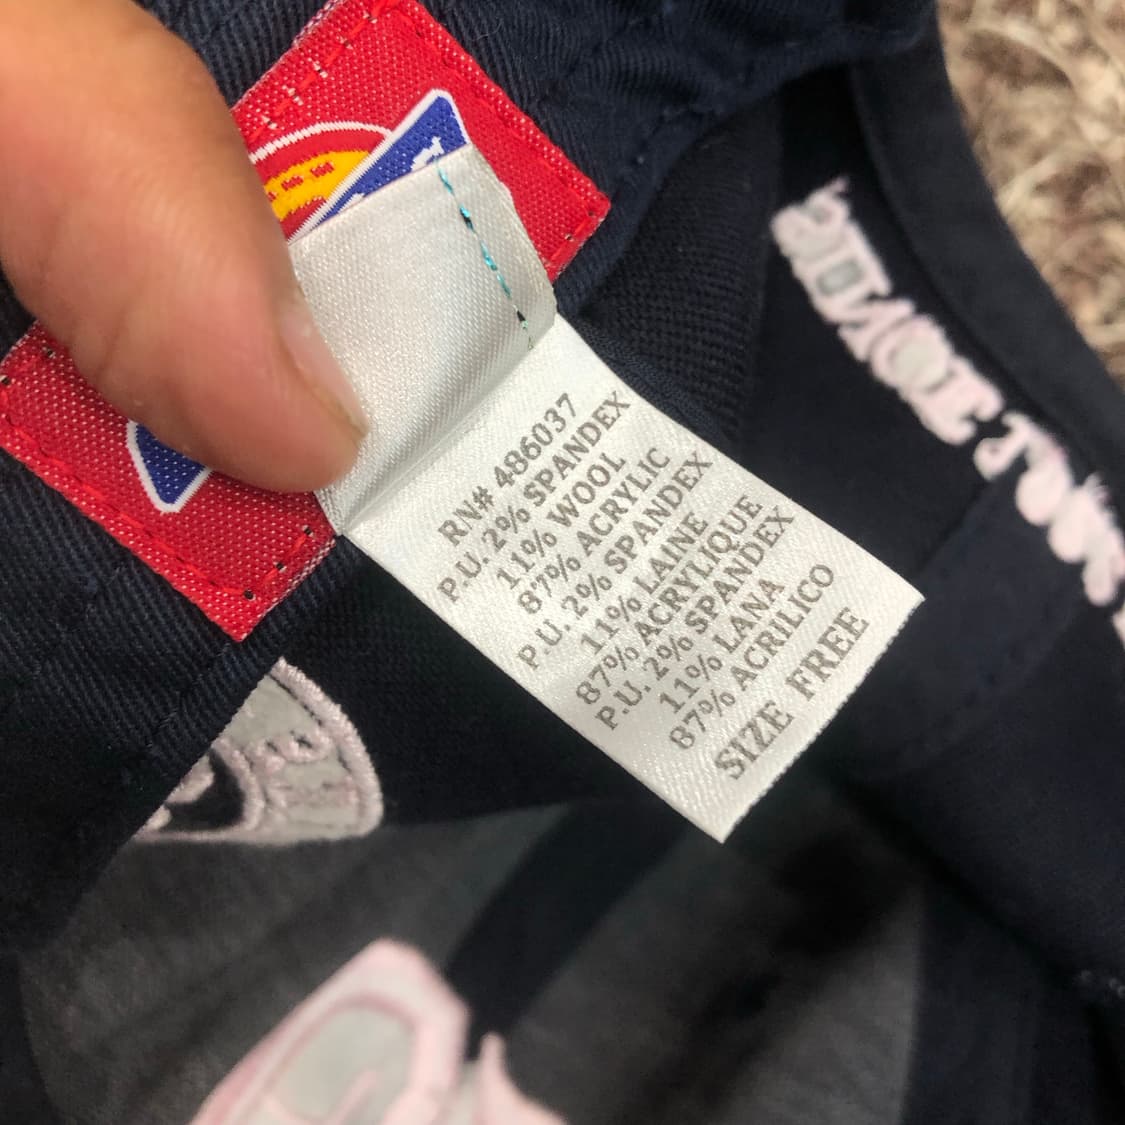 RN# 486037
P.U. 2% SPANDEX
11% WOOL
87% ACRYLIC
P.U. 2% SPANDEX
11% LAINE
87% ACRYLIQUE
P.U. 2% SPANDEX
11% LANA
87% ACRILICO
SIZE FREE